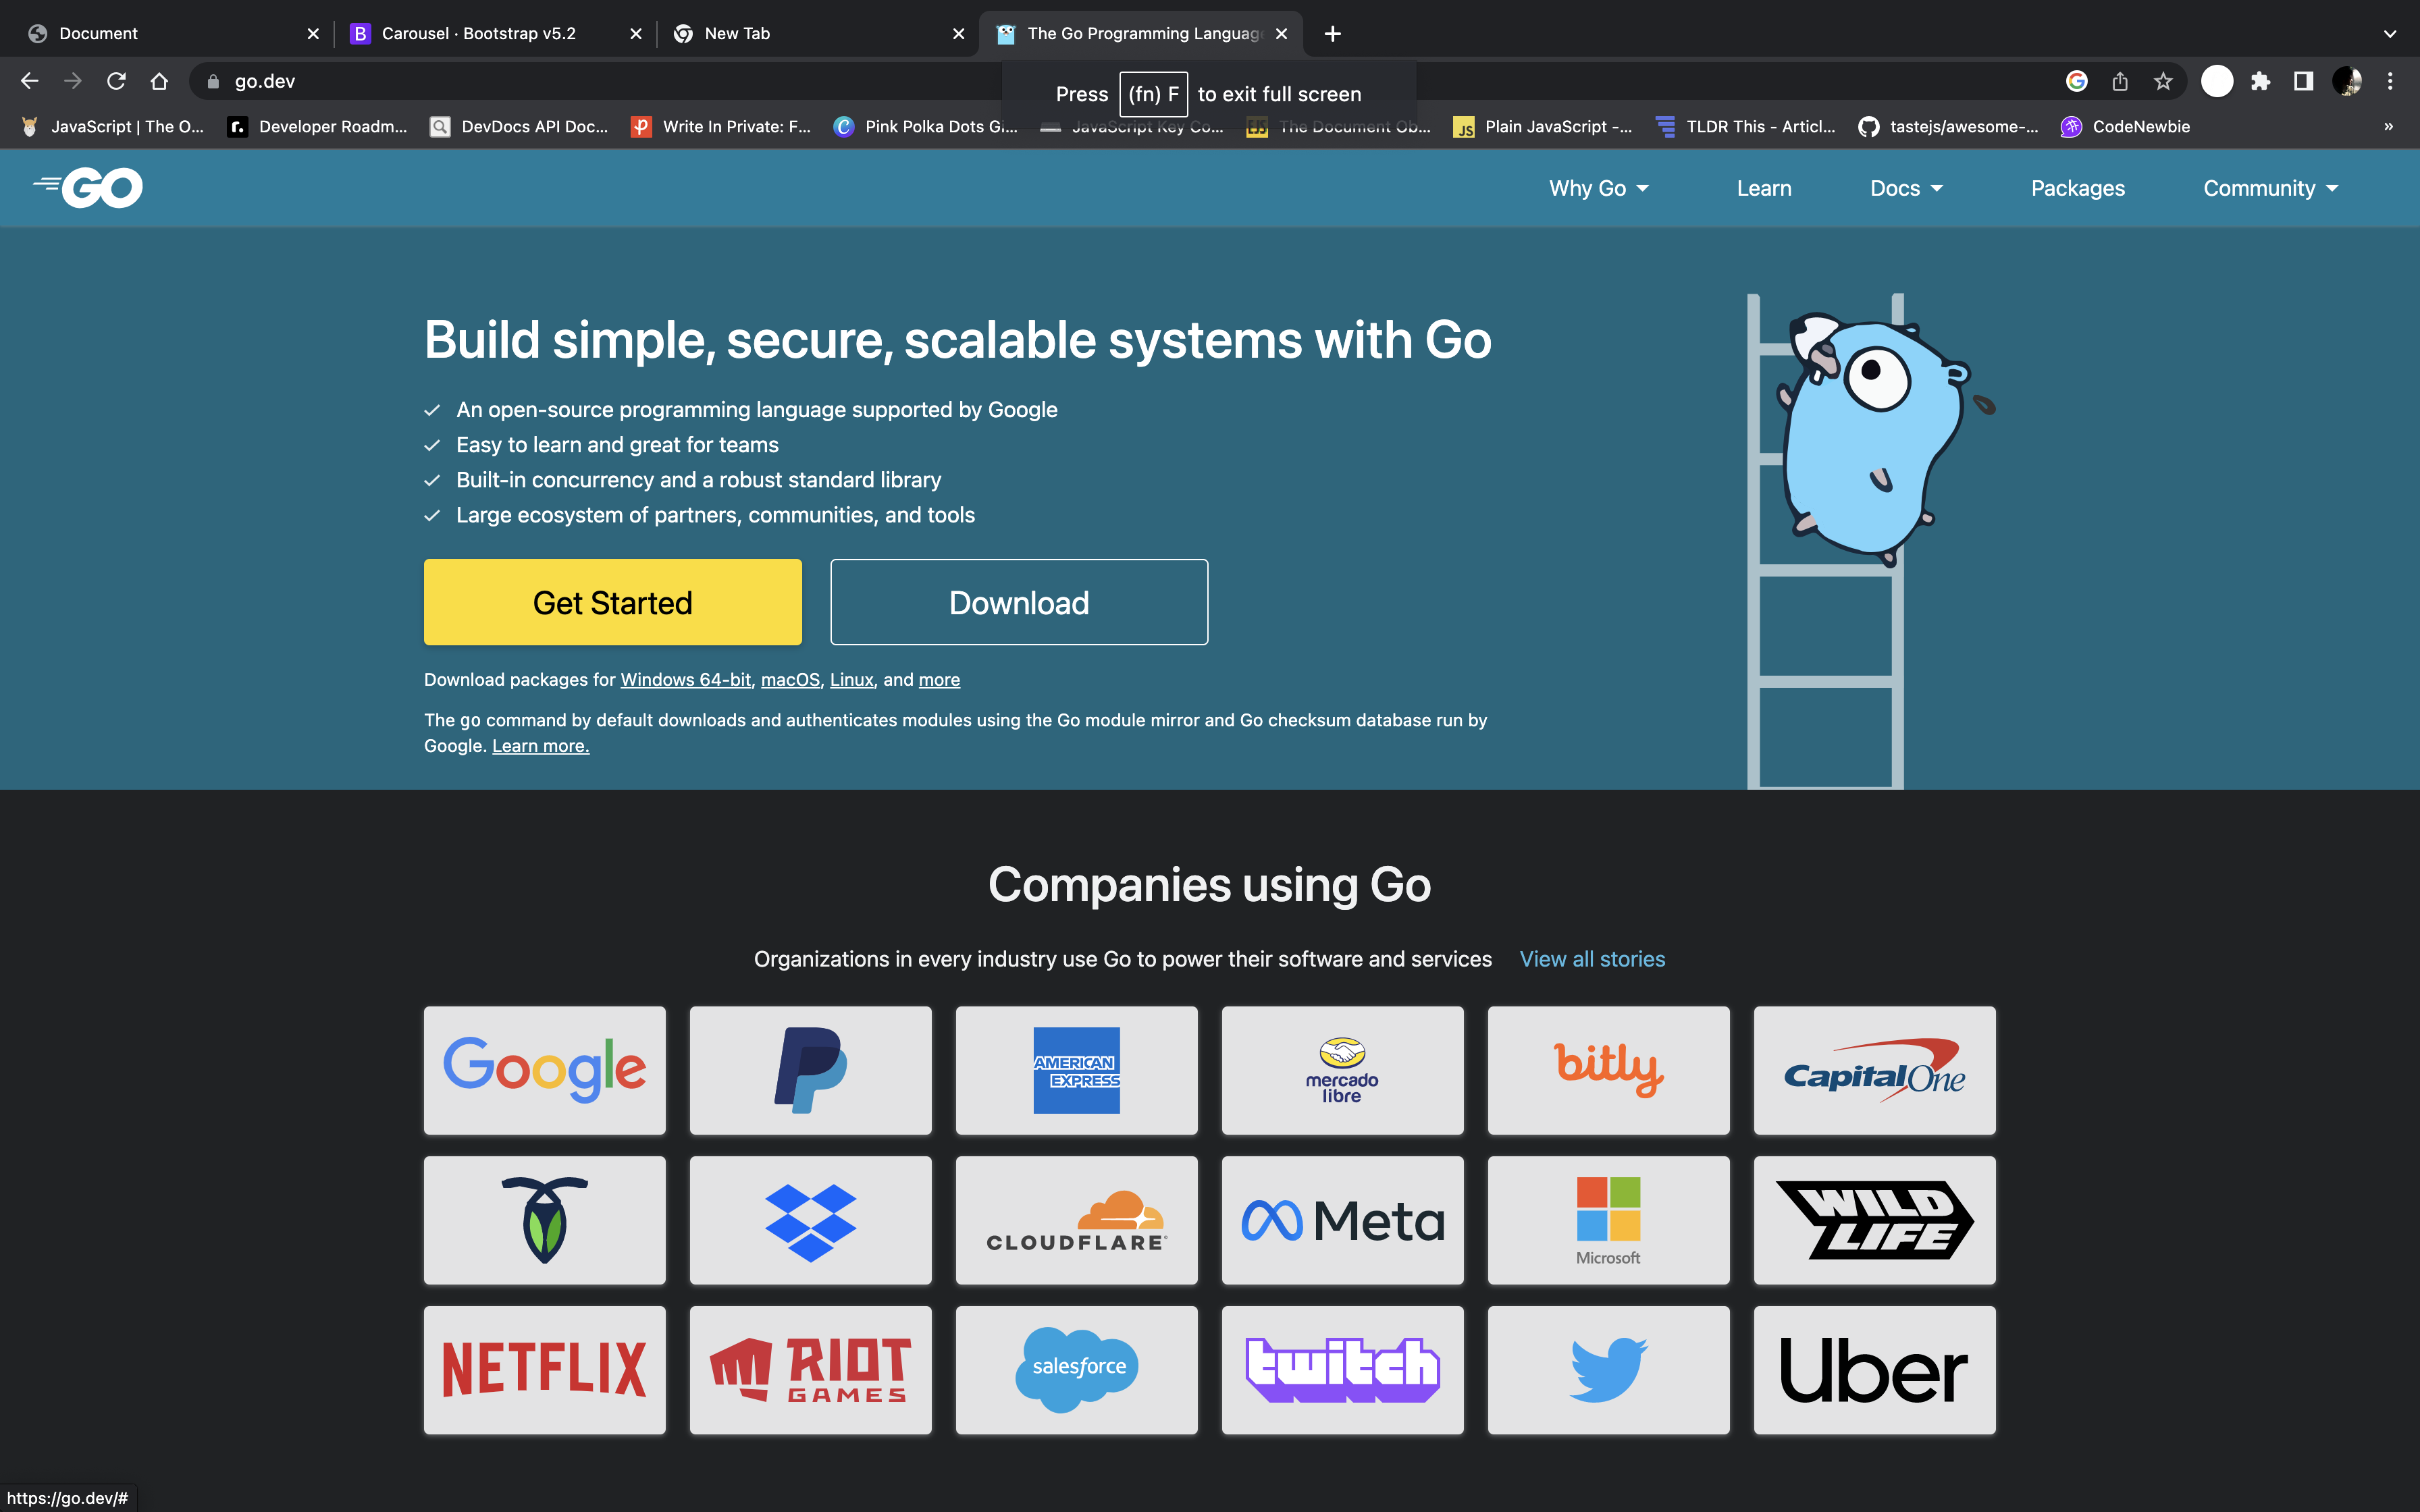 Document
Carousel · Bootstrap v5.2
New Tab
The Go Programming Languag
go.dev
Press (fn) F to exit full screen
JavaScript | The O...
Developer Roadm...
DevDocs API Doc...
Write In Private: F...
Pink Polka Dots G...
JavaScript Key Co...
The Document Ob...
Plain JavaScript -...
TLDR This - Articl...
tastejs/awesome-...
CodeNewbie
GO
Why Go
Learn
Docs
Packages
Community
Build simple, secure, scalable systems with Go
An open-source programming language supported by Google
Easy to learn and great for teams
Built-in concurrency and a robust standard library
Large ecosystem of partners, communities, and tools
Get Started
Download
Download packages for Windows 64-bit, macOS, Linux, and more
The go command by default downloads and authenticates modules using the Go module mirror and Go checksum database run by
Google. Learn more.
Companies using Go
Organizations in every industry use Go to power their software and services View all stories
Google
AMERICAN
EXPRESS
mercado
libre
bitly
Capital One
CLOUDFLARE
Meta
Microsoft
WILD
LIFE
NETFLIX
RIOT
GAMES
salesforce
twitch
Uber
https://go.dev/#